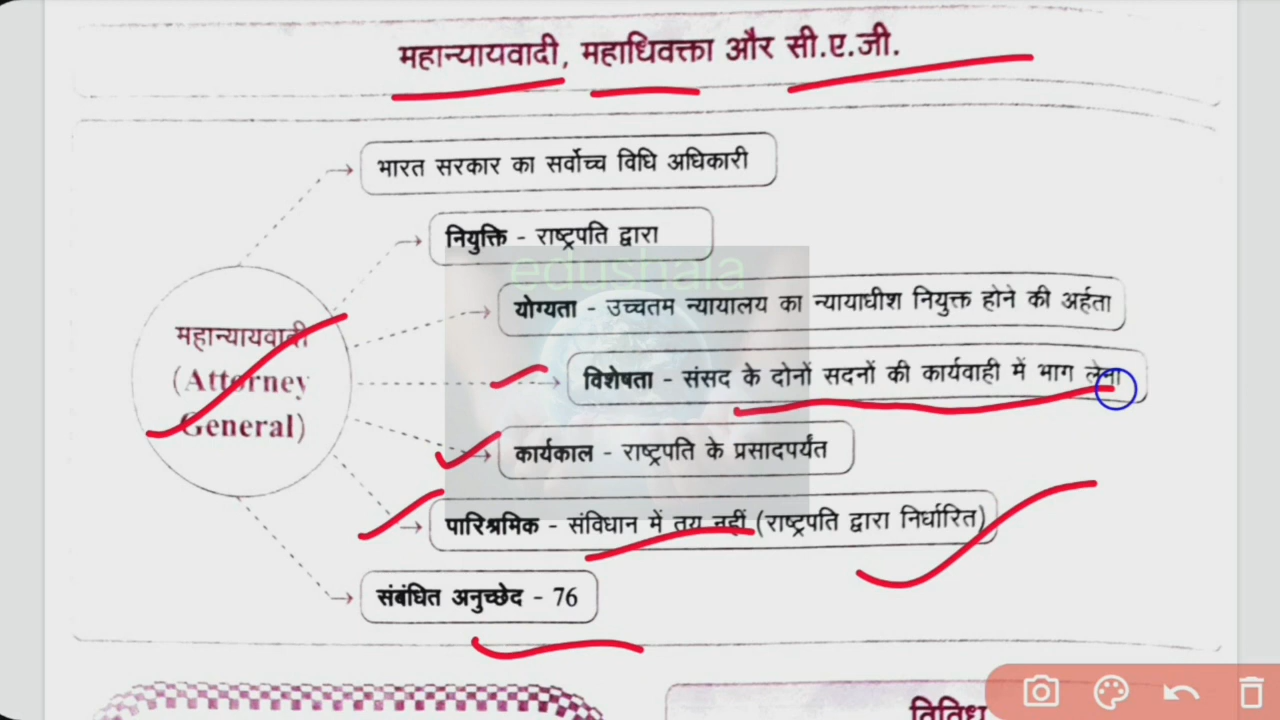 महान्यायवादी, महाधिवक्ता और सी.ए.जी.
भारत सरकार का सर्वोच्च विधि अधिकारी
नियुक्ति - राष्ट्रपति द्वारा
edushala
योग्यता - उच्चतम न्यायालय का न्यायाधीश नियुक्त होने की अर्हता
महान्यायवादी
(Attorney
General)
विशेषता - संसद के दोनों सदनों की कार्यवाही में भाग लेना
कार्यकाल - राष्ट्रपति के प्रसादपर्यंत
पारिश्रमिक - संविधान में तय नहीं (राष्ट्रपति द्वारा निर्धारित)
संबंधित अनुच्छेद - 76